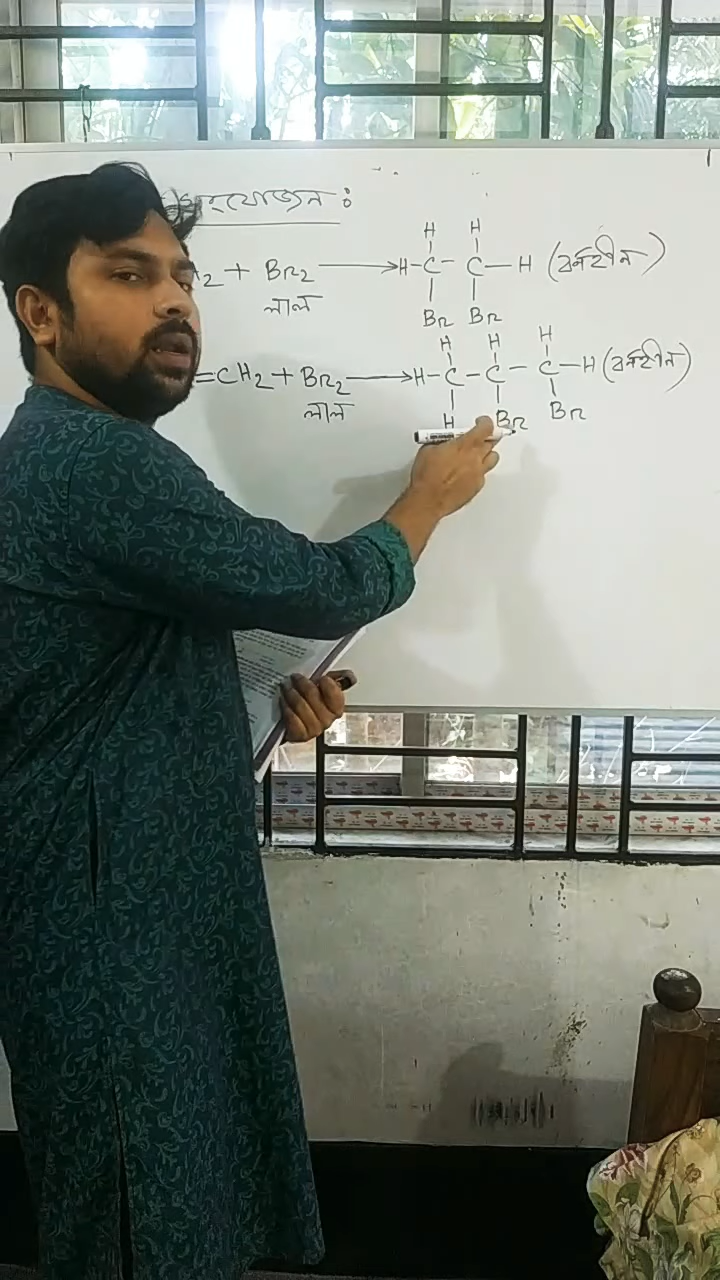 সংযোজন :
H H
H₂ + Br₂ ⟶ H-C-C-H (বর্ণহীন)
লাল
Br Br
H H H
=CH₂ + Br₂ ⟶ H-C-C-C-H (বর্ণহীন)
লাল
H Br Br